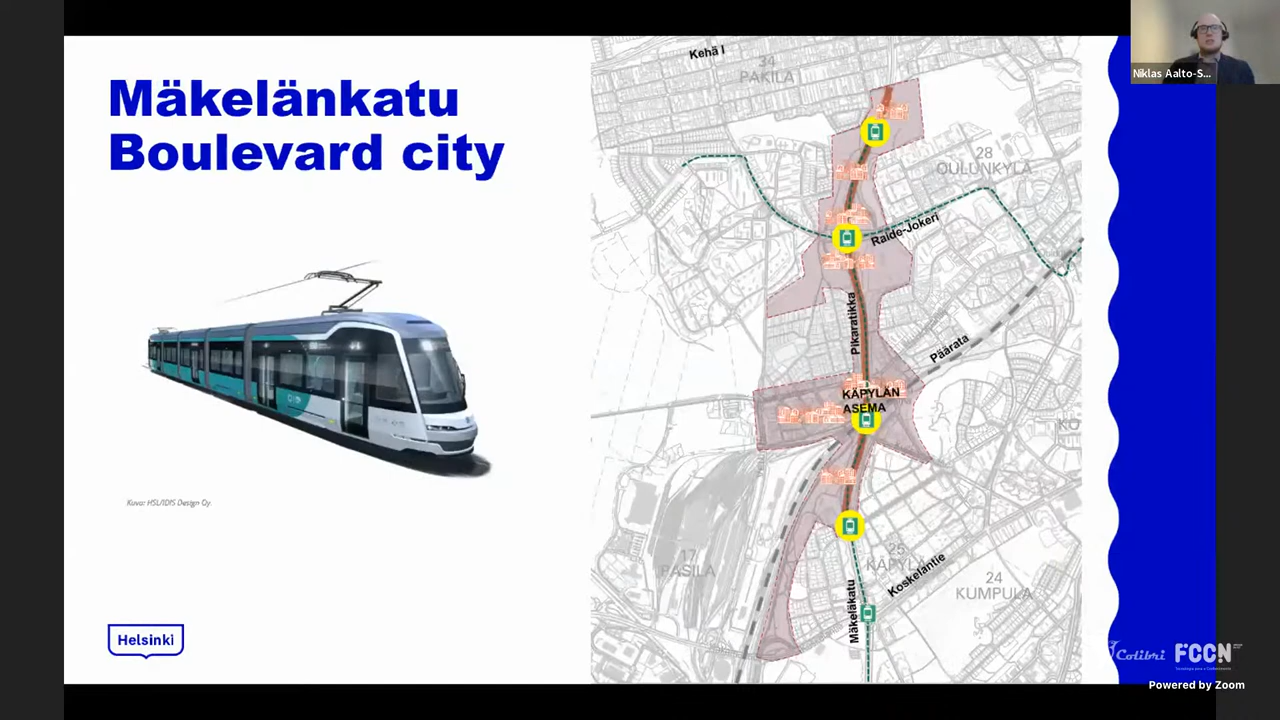 Mäkelänkatu
Boulevard city
Kuva: HSL/IDIS Design Oy.
Helsinki
Kehä I
34
PAKILA
28
OULUNKYLÄ
Raide-Jokeri
Pikaratikka
Päärata
KÄPYLÄN
ASEMA
KU
17
PASILA
25
KÄPYLÄ
Koskelantie
24
KUMPULA
Mäkeläkatu
Niklas Aalto-S...
Colibri
FCCN
Powered by Zoom